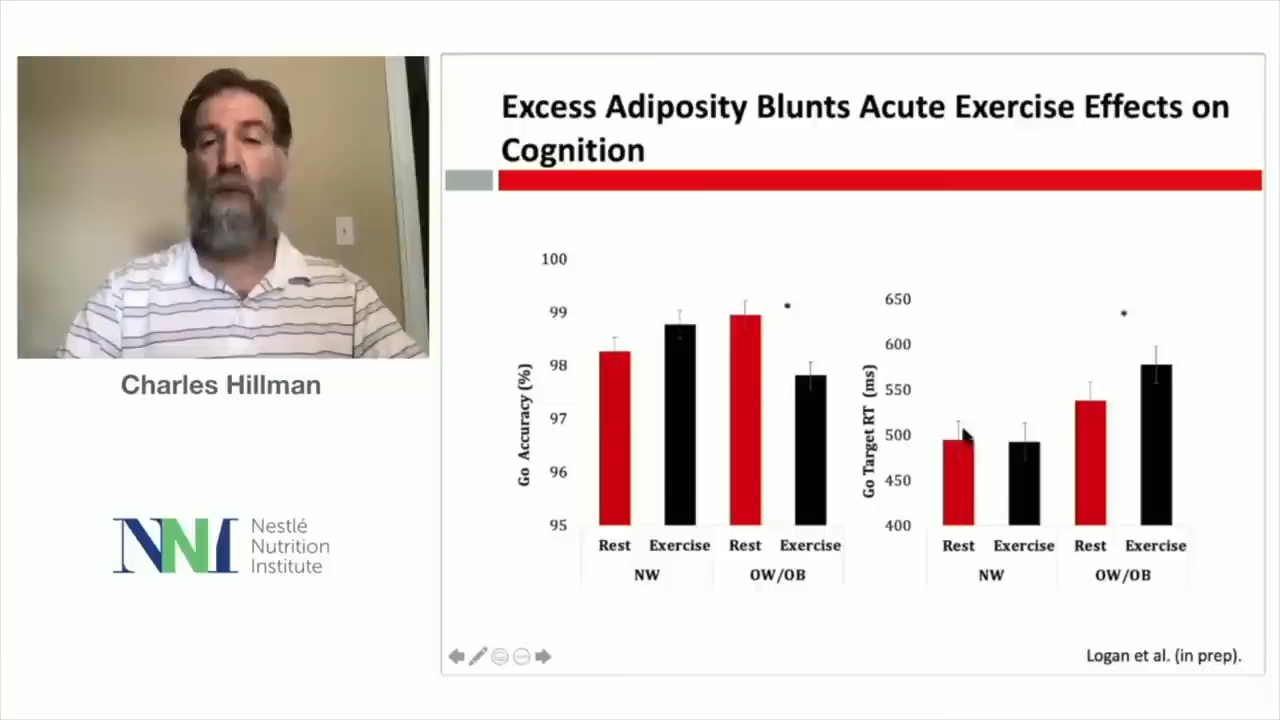 Excess Adiposity Blunts Acute Exercise Effects on
Cognition
Charles Hillman
NNI
Nestlé
Nutrition
Institute
Go Accuracy (%)
100
99
98
97
96
95
*
Rest Exercise Rest Exercise
NW OW/OB
Go Target RT (ms)
650
600
550
500
450
400
*
Rest Exercise Rest Exercise
NW OW/OB
Logan et al. (in prep).